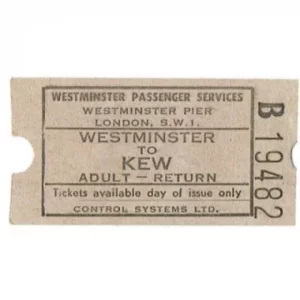 WESTMINSTER PASSENGER SERVICES
WESTMINSTER PIER
LONDON, S.W.1.
WESTMINSTER
TO
KEW
ADULT – RETURN
Tickets available day of issue only
CONTROL SYSTEMS LTD.
B 19482